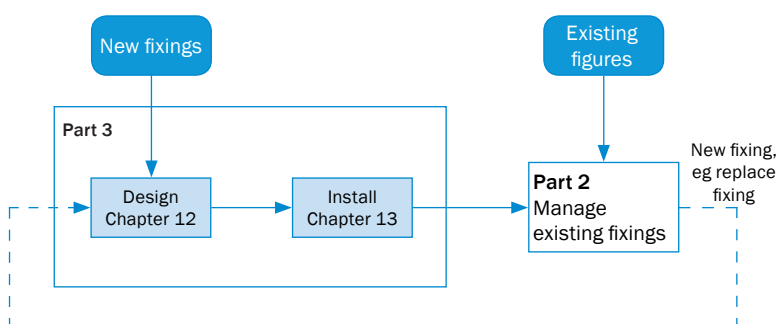 New fixings
Existing
figures
Part 3
Design
Chapter 12
Install
Chapter 13
Part 2
Manage
existing fixings
New fixing,
eg replace
fixing